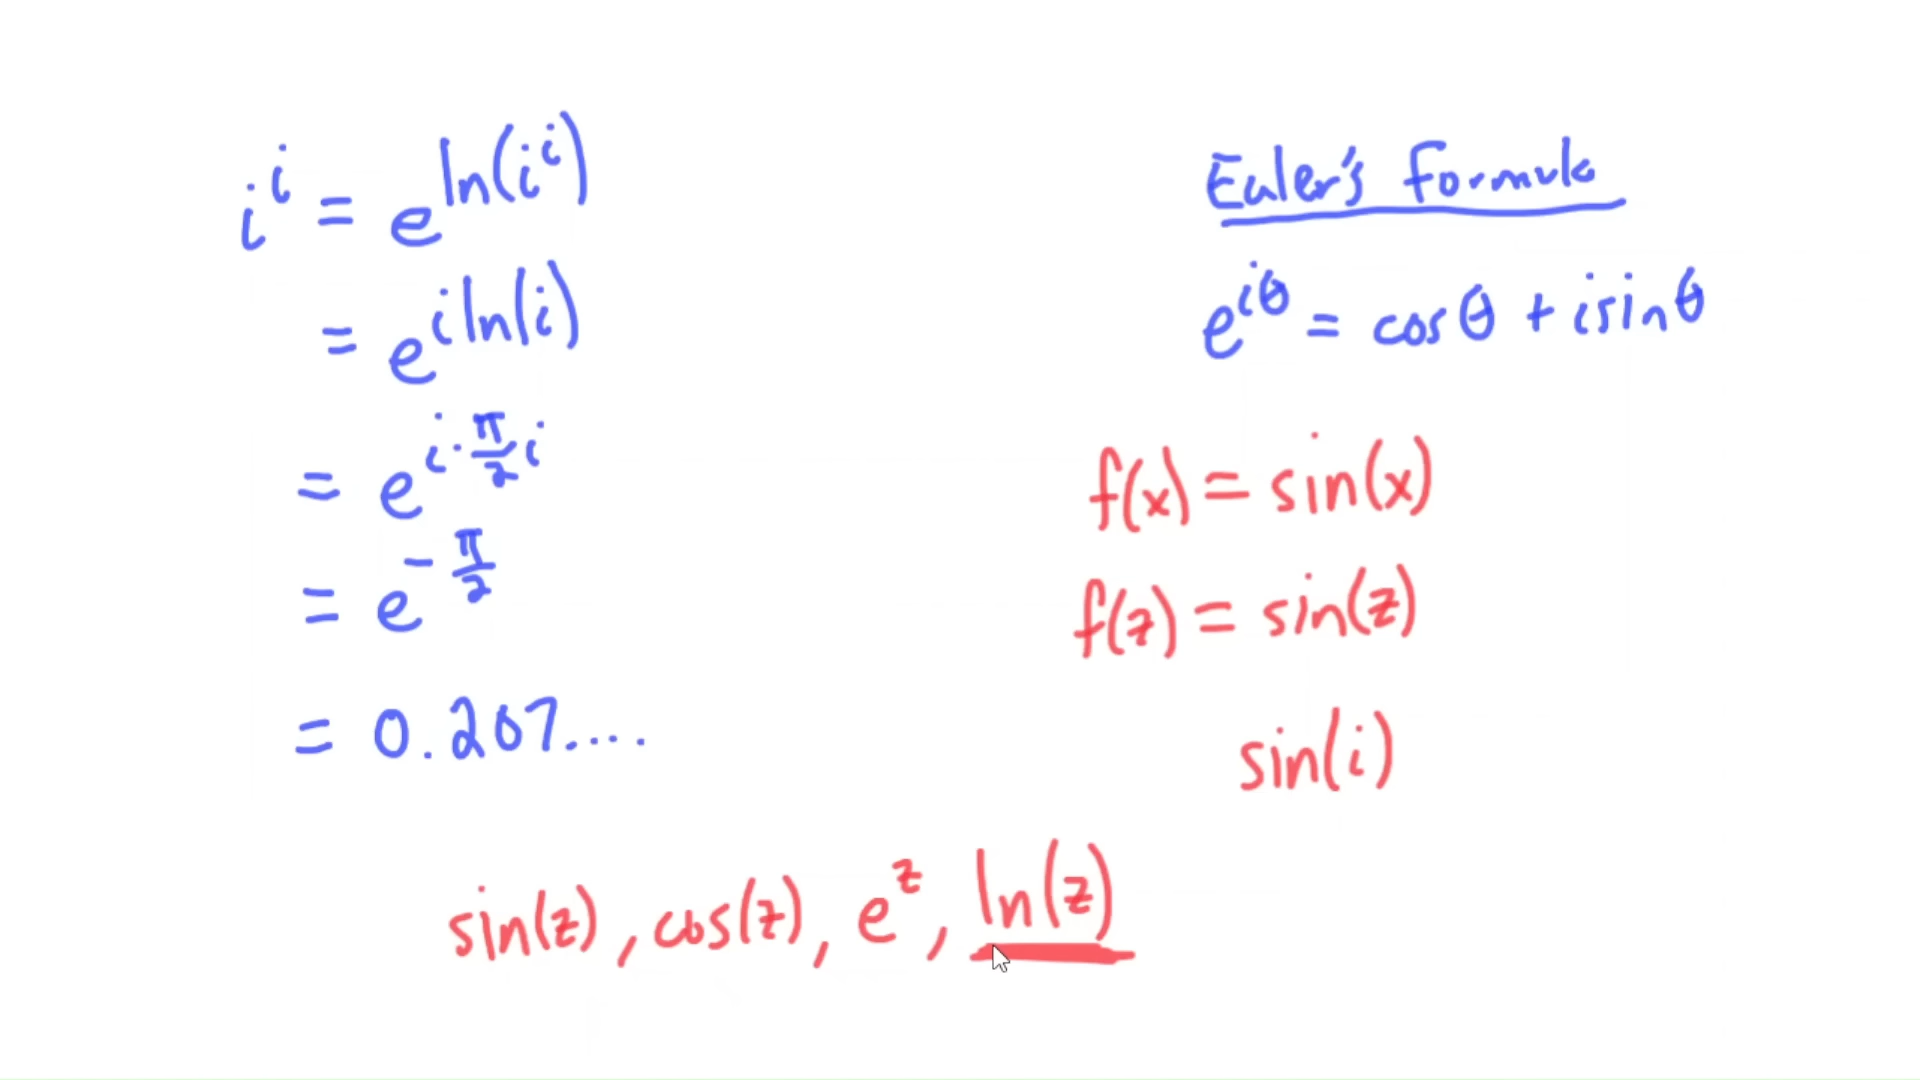 i^i = e^{ln(i^i)}
= e^{i ln(i)}
= e^{i · π/2 i}
= e^{-π/2}
= 0.207....
Euler's Formula
e^{iθ} = cosθ + isinθ
f(x) = sin(x)
f(z) = sin(z)
sin(i)
sin(z), cos(z), e^z, ln(z)